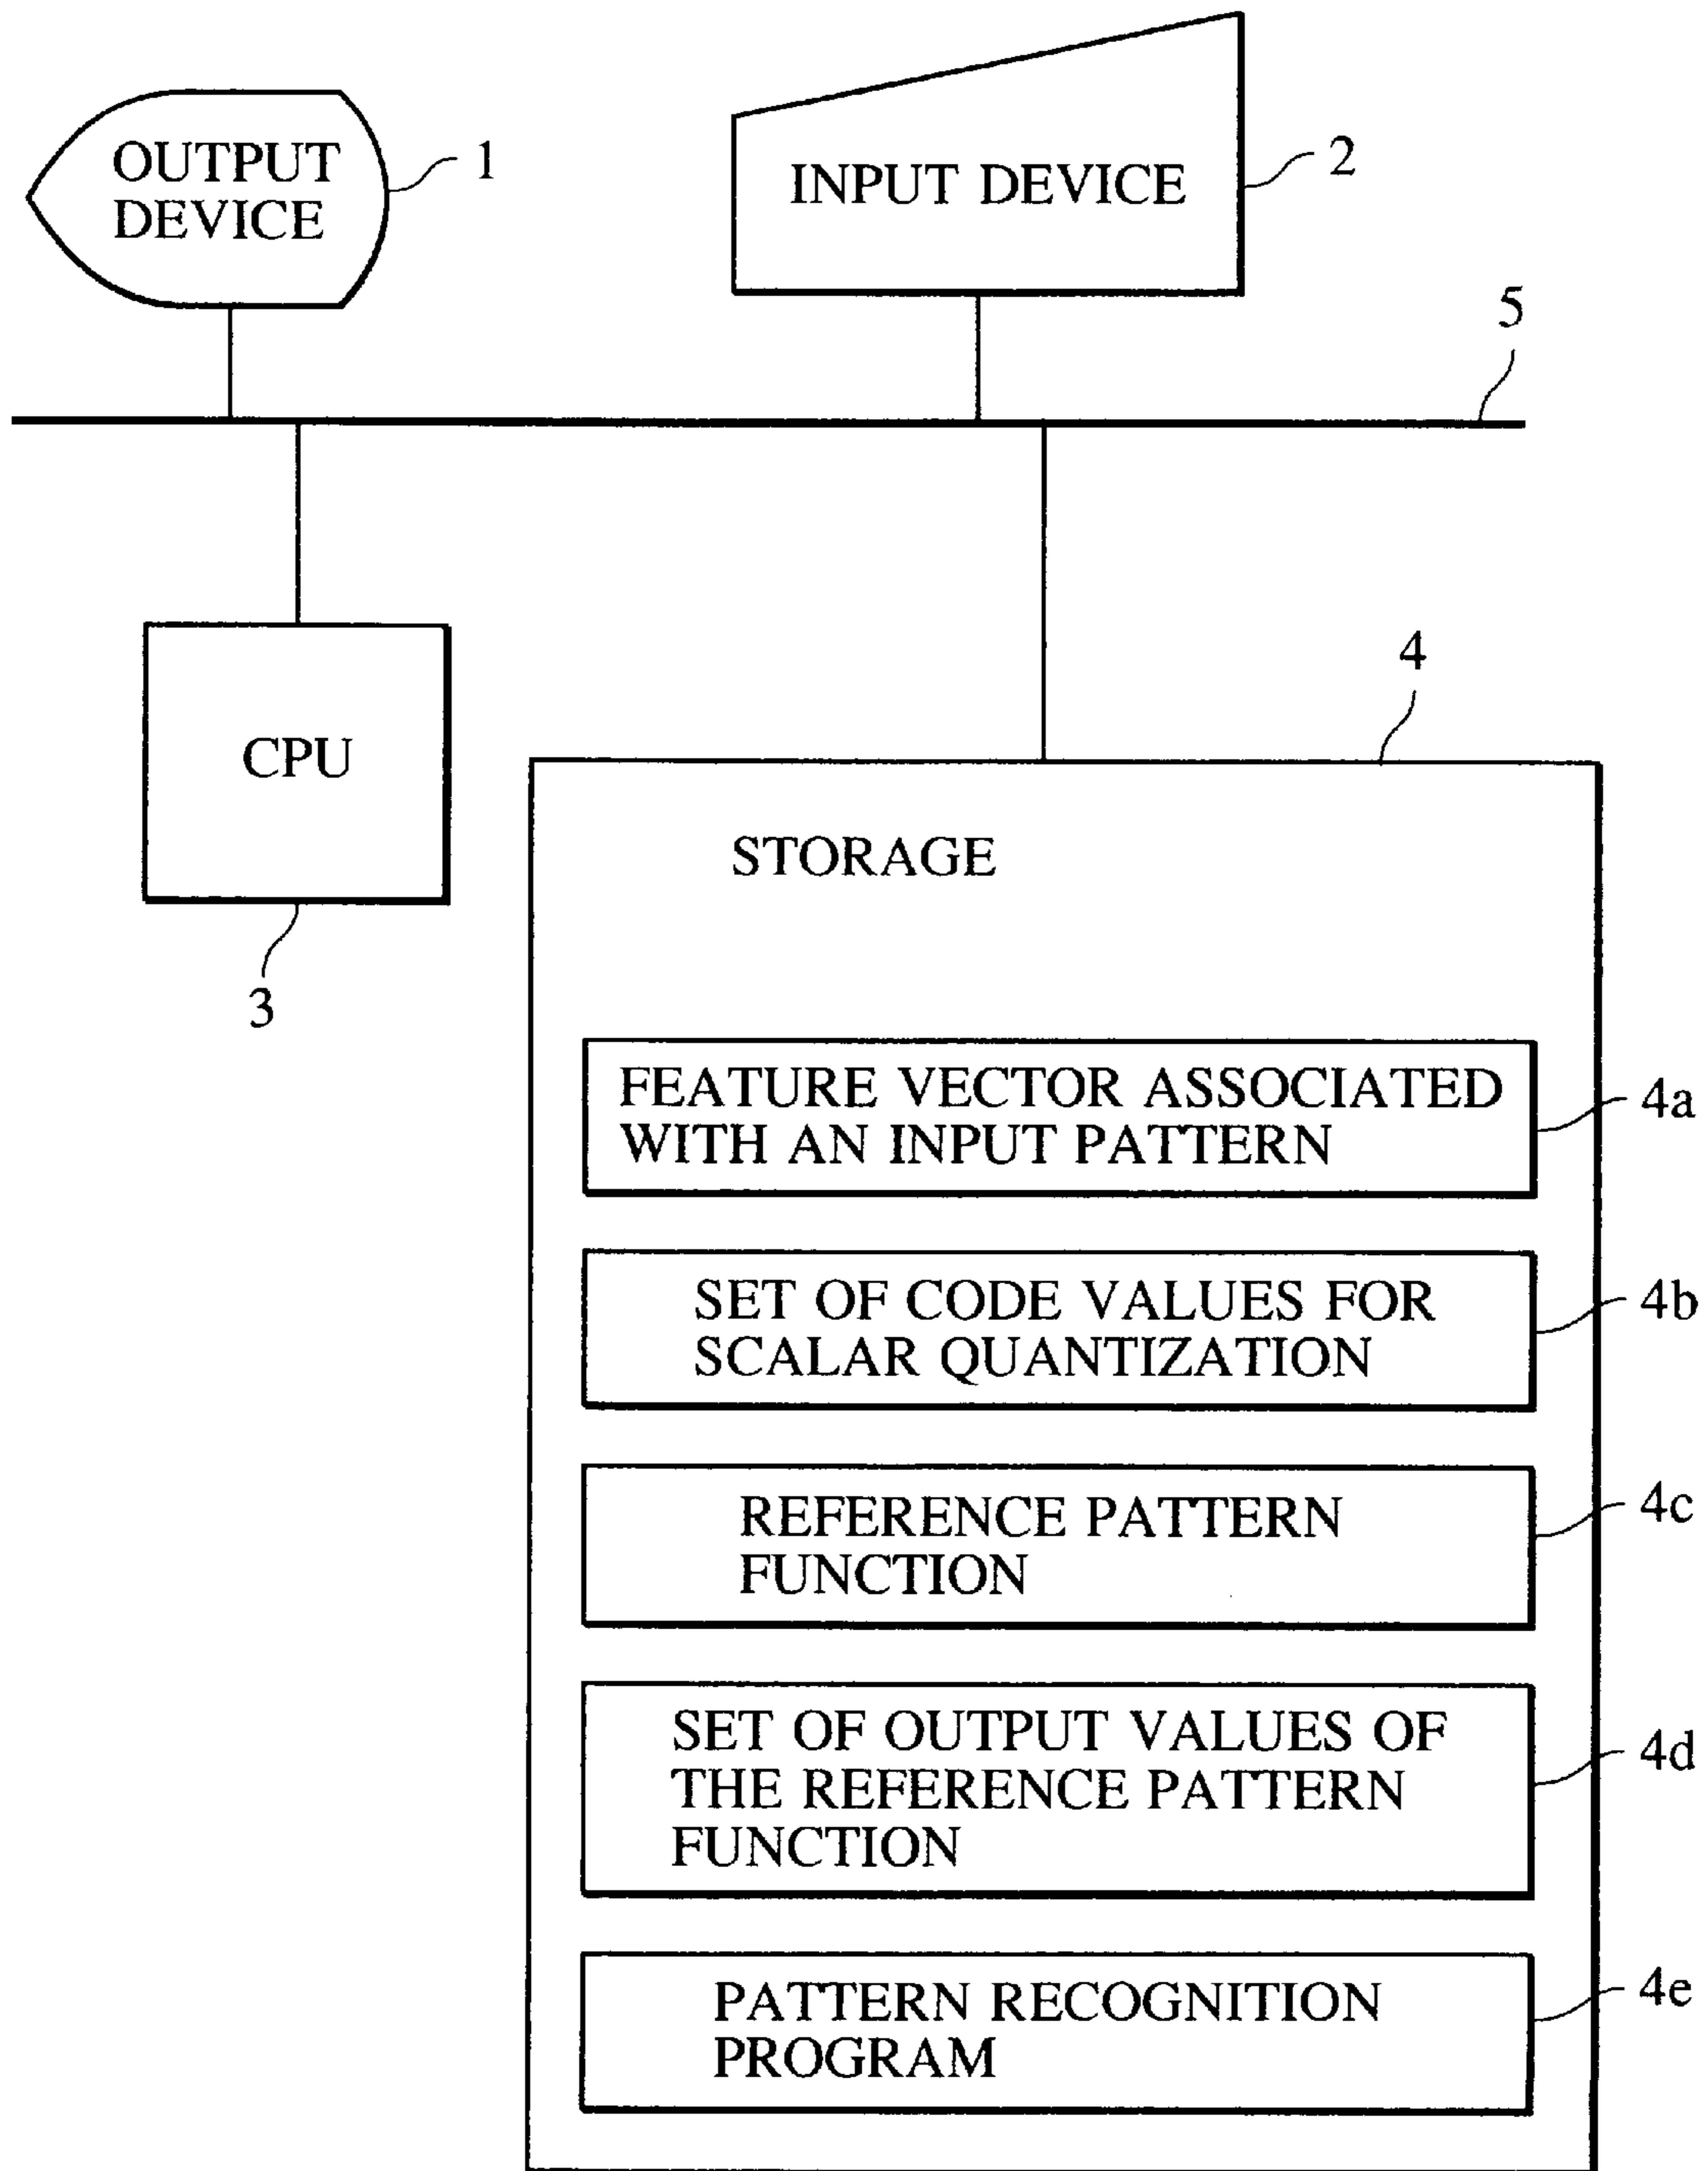 OUTPUT
DEVICE
1
INPUT DEVICE
2
5
CPU
3
4
STORAGE
FEATURE VECTOR ASSOCIATED
WITH AN INPUT PATTERN
4a
SET OF CODE VALUES FOR
SCALAR QUANTIZATION
4b
REFERENCE PATTERN
FUNCTION
4c
SET OF OUTPUT VALUES OF
THE REFERENCE PATTERN
FUNCTION
4d
PATTERN RECOGNITION
PROGRAM
4e